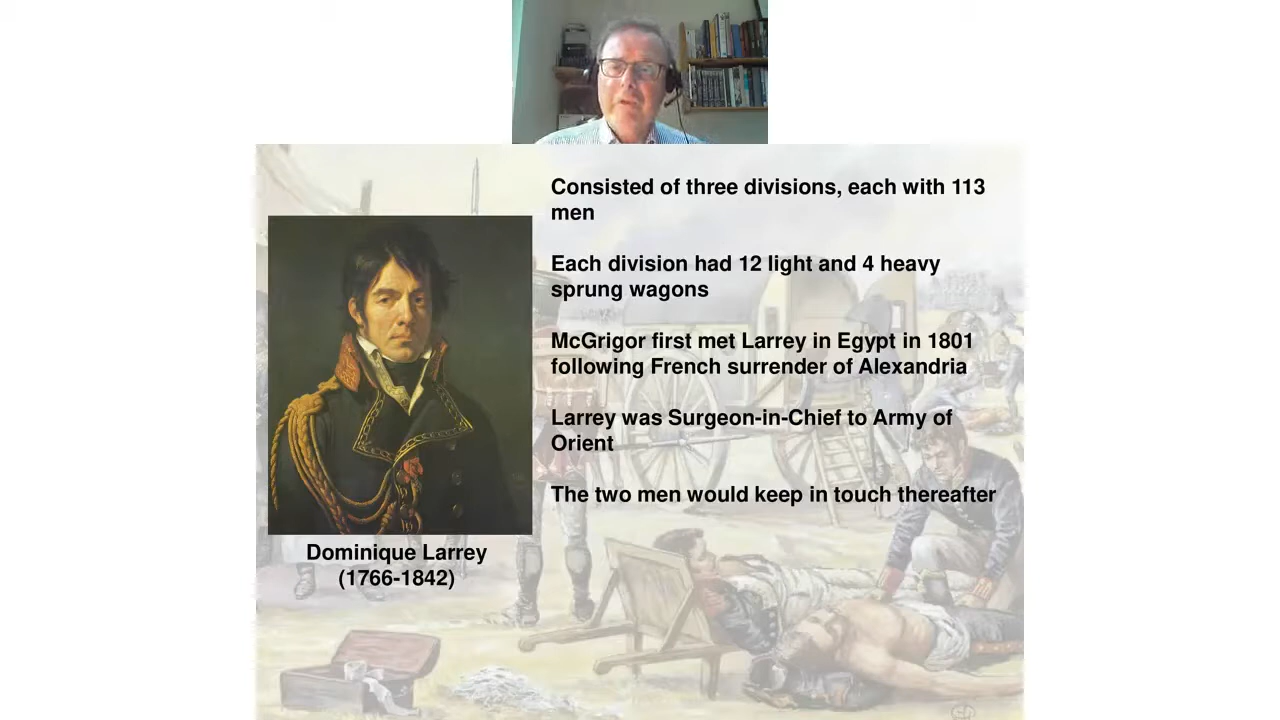 Consisted of three divisions, each with 113
men
Each division had 12 light and 4 heavy
sprung wagons
McGrigor first met Larrey in Egypt in 1801
following French surrender of Alexandria
Larrey was Surgeon-in-Chief to Army of
Orient
The two men would keep in touch thereafter
Dominique Larrey
(1766-1842)